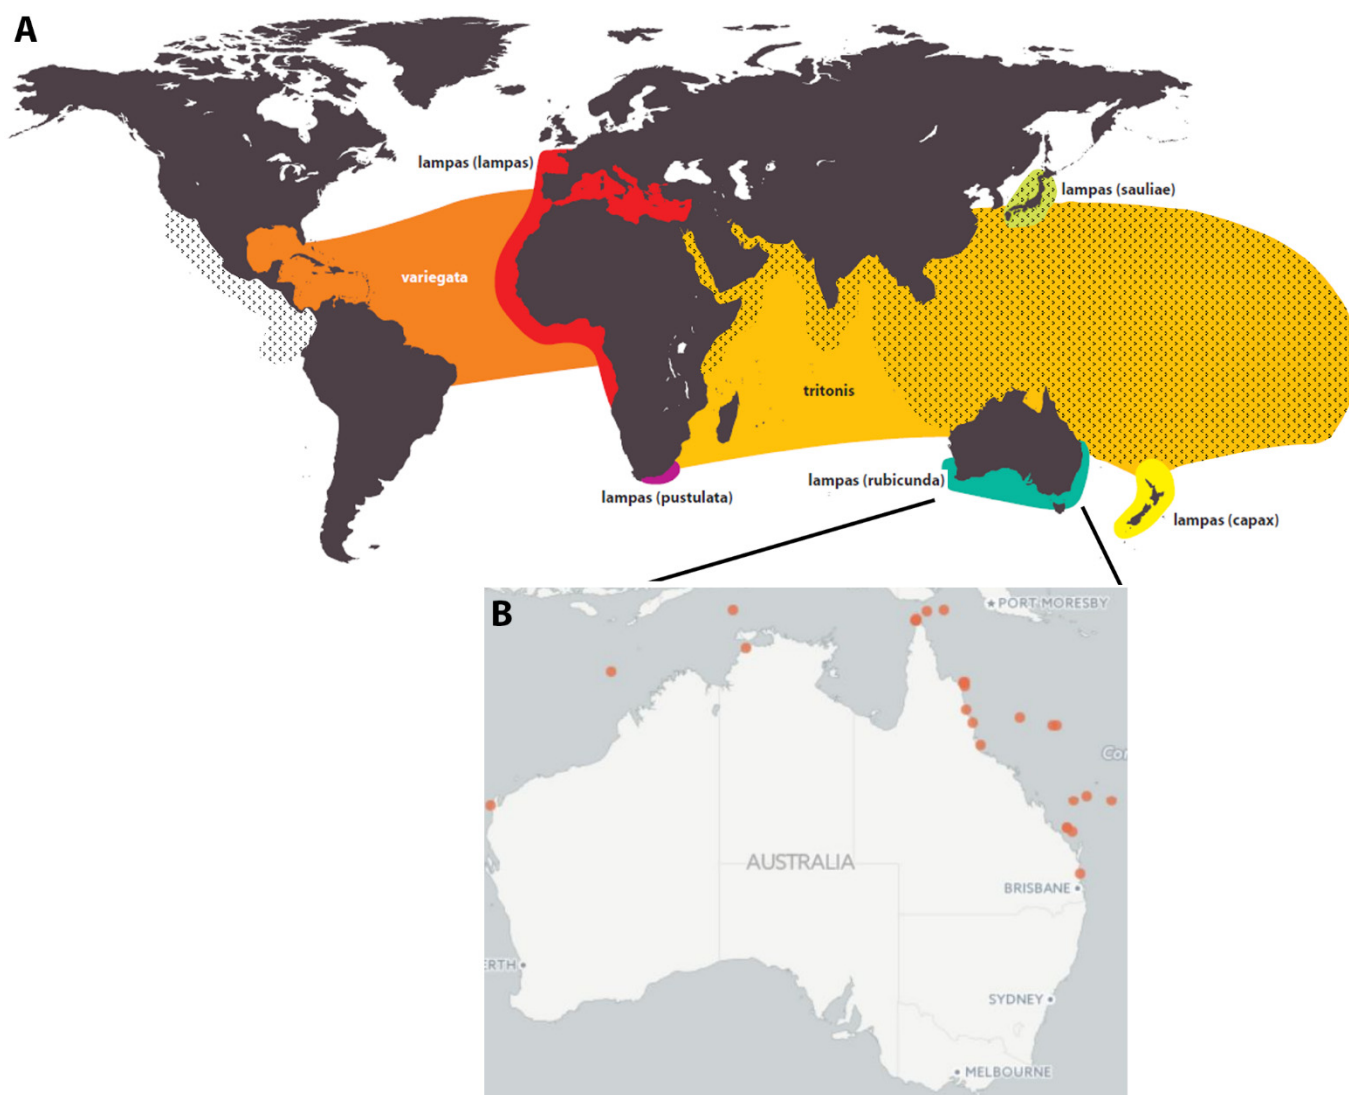 A
lampas (lampas)
lampas (sauliae)
variegata
tritonis
lampas (rubicunda)
lampas (pustulata)
lampas (capax)
B
★PORT MORESBY
Cor
AUSTRALIA
BRISBANE
ERTH
SYDNEY
MELBOURNE